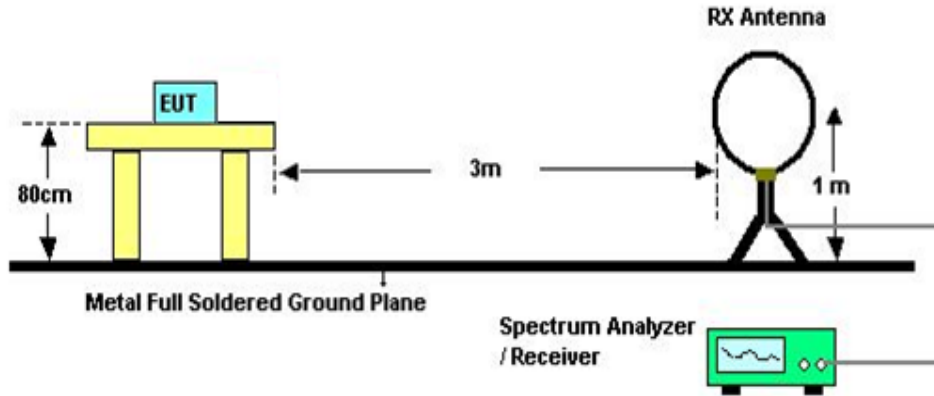 RX Antenna
EUT
80cm
3m
1 m
Metal Full Soldered Ground Plane
Spectrum Analyzer
/ Receiver